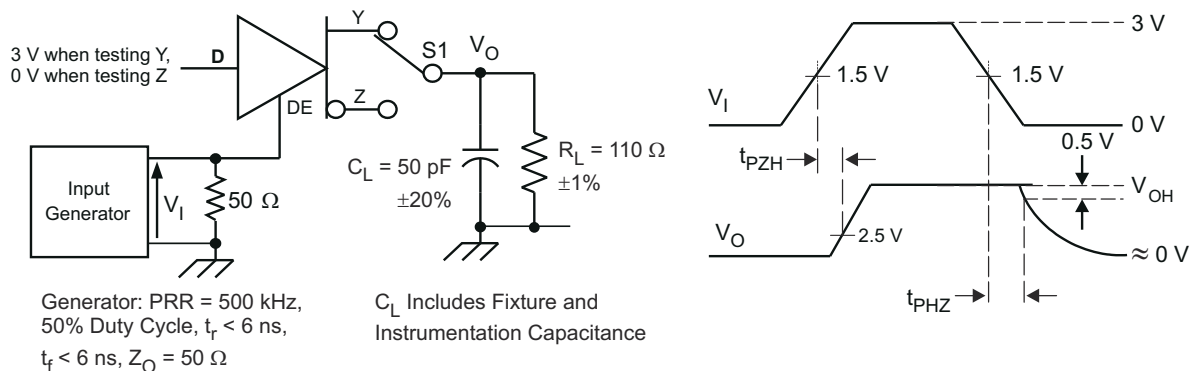 3 V when testing Y,
0 V when testing Z
D
DE
Y
Z
S1
V_O
Input
Generator
V_I
50 Ω
C_L = 50 pF
±20%
R_L = 110 Ω
±1%
Generator: PRR = 500 kHz,
50% Duty Cycle, t_r < 6 ns,
t_f < 6 ns, Z_O = 50 Ω
C_L Includes Fixture and
Instrumentation Capacitance
V_I
1.5 V
1.5 V
3 V
0 V
0.5 V
t_PZH
V_OH
V_O
2.5 V
≈ 0 V
t_PHZ